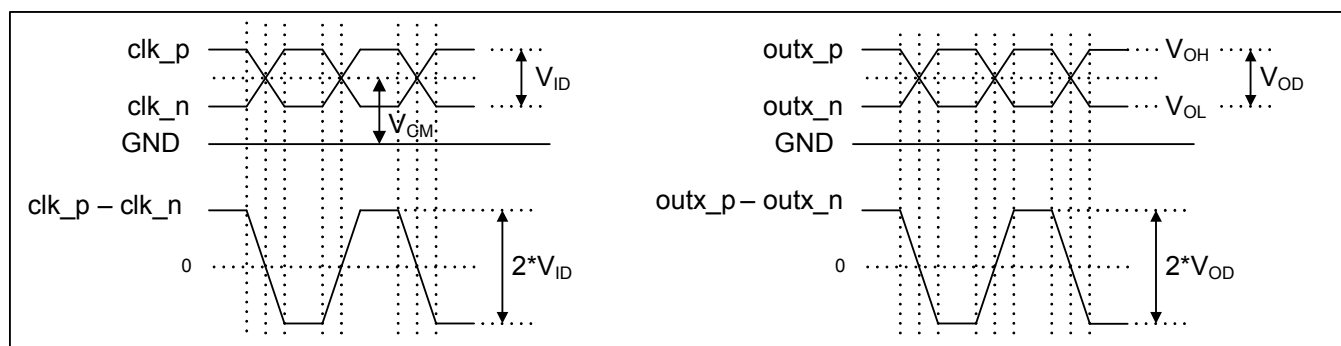 clk_p
clk_n
GND
V_ID
V_CM
clk_p – clk_n
0
2*V_ID
outx_p
outx_n
GND
V_OH
V_OL
V_OD
outx_p – outx_n
0
2*V_OD